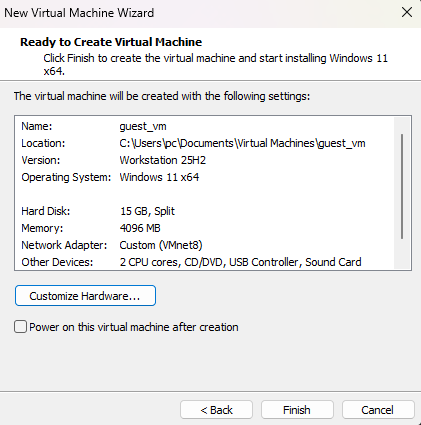 New Virtual Machine Wizard
Ready to Create Virtual Machine
Click Finish to create the virtual machine and start installing Windows 11
x64.
The virtual machine will be created with the following settings:
Name: guest_vm
Location: C:\Users\pc\Documents\Virtual Machines\guest_vm
Version: Workstation 25H2
Operating System: Windows 11 x64
Hard Disk: 15 GB, Split
Memory: 4096 MB
Network Adapter: Custom (VMnet8)
Other Devices: 2 CPU cores, CD/DVD, USB Controller, Sound Card
Customize Hardware...
Power on this virtual machine after creation
< Back Finish Cancel